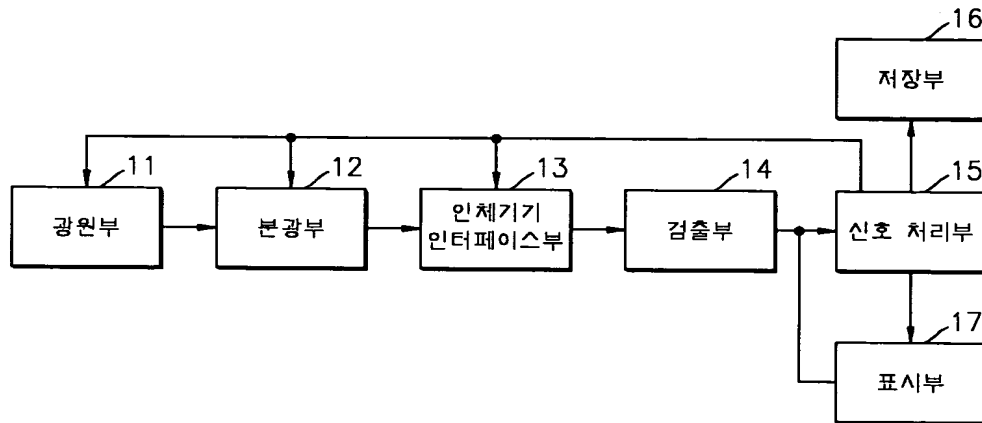 16
저장부
11
광원부
12
분광부
13
인체기기
인터페이스부
14
검출부
15
신호 처리부
17
표시부